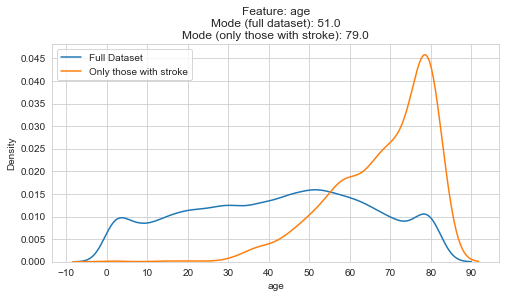 Feature: age
Mode (full dataset): 51.0
Mode (only those with stroke): 79.0
Full Dataset
Only those with stroke
Density
0.045
0.040
0.035
0.030
0.025
0.020
0.015
0.010
0.005
0.000
−10 0 10 20 30 40 50 60 70 80 90
age